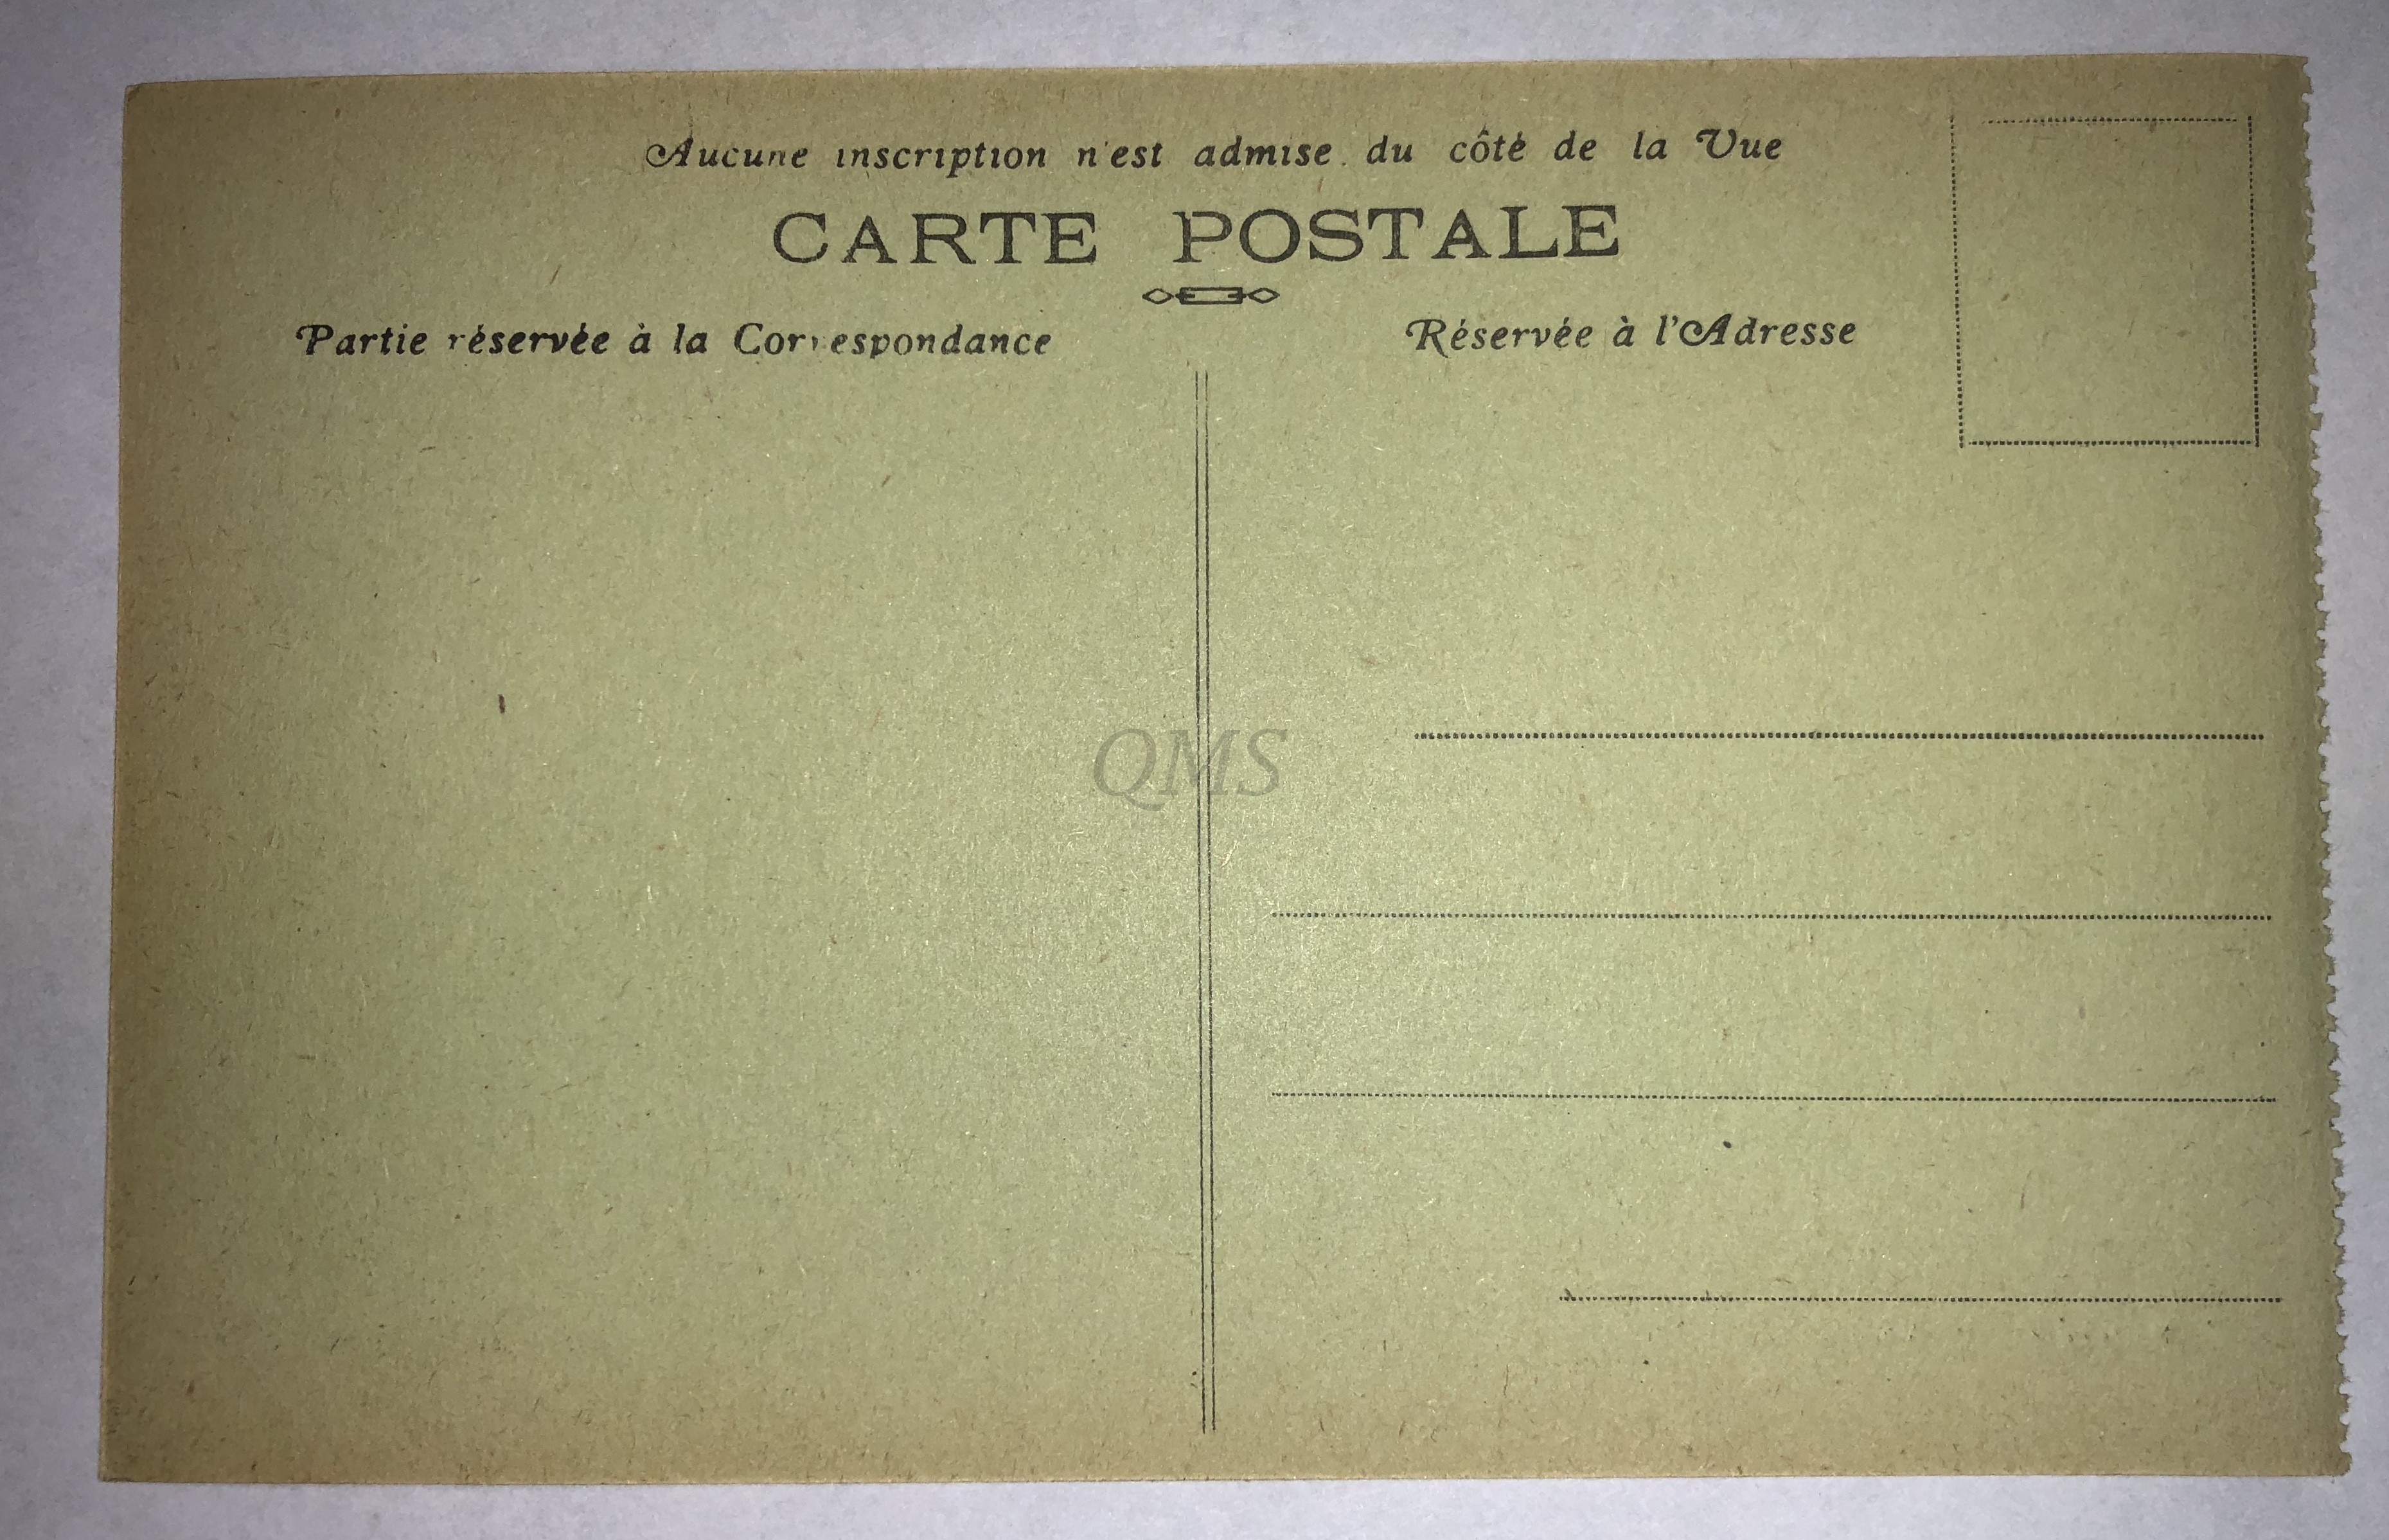 Aucune inscription n'est admise du côté de la Vue
CARTE POSTALE
Partie réservée à la Correspondance
Réservée à l'Adresse
QMS